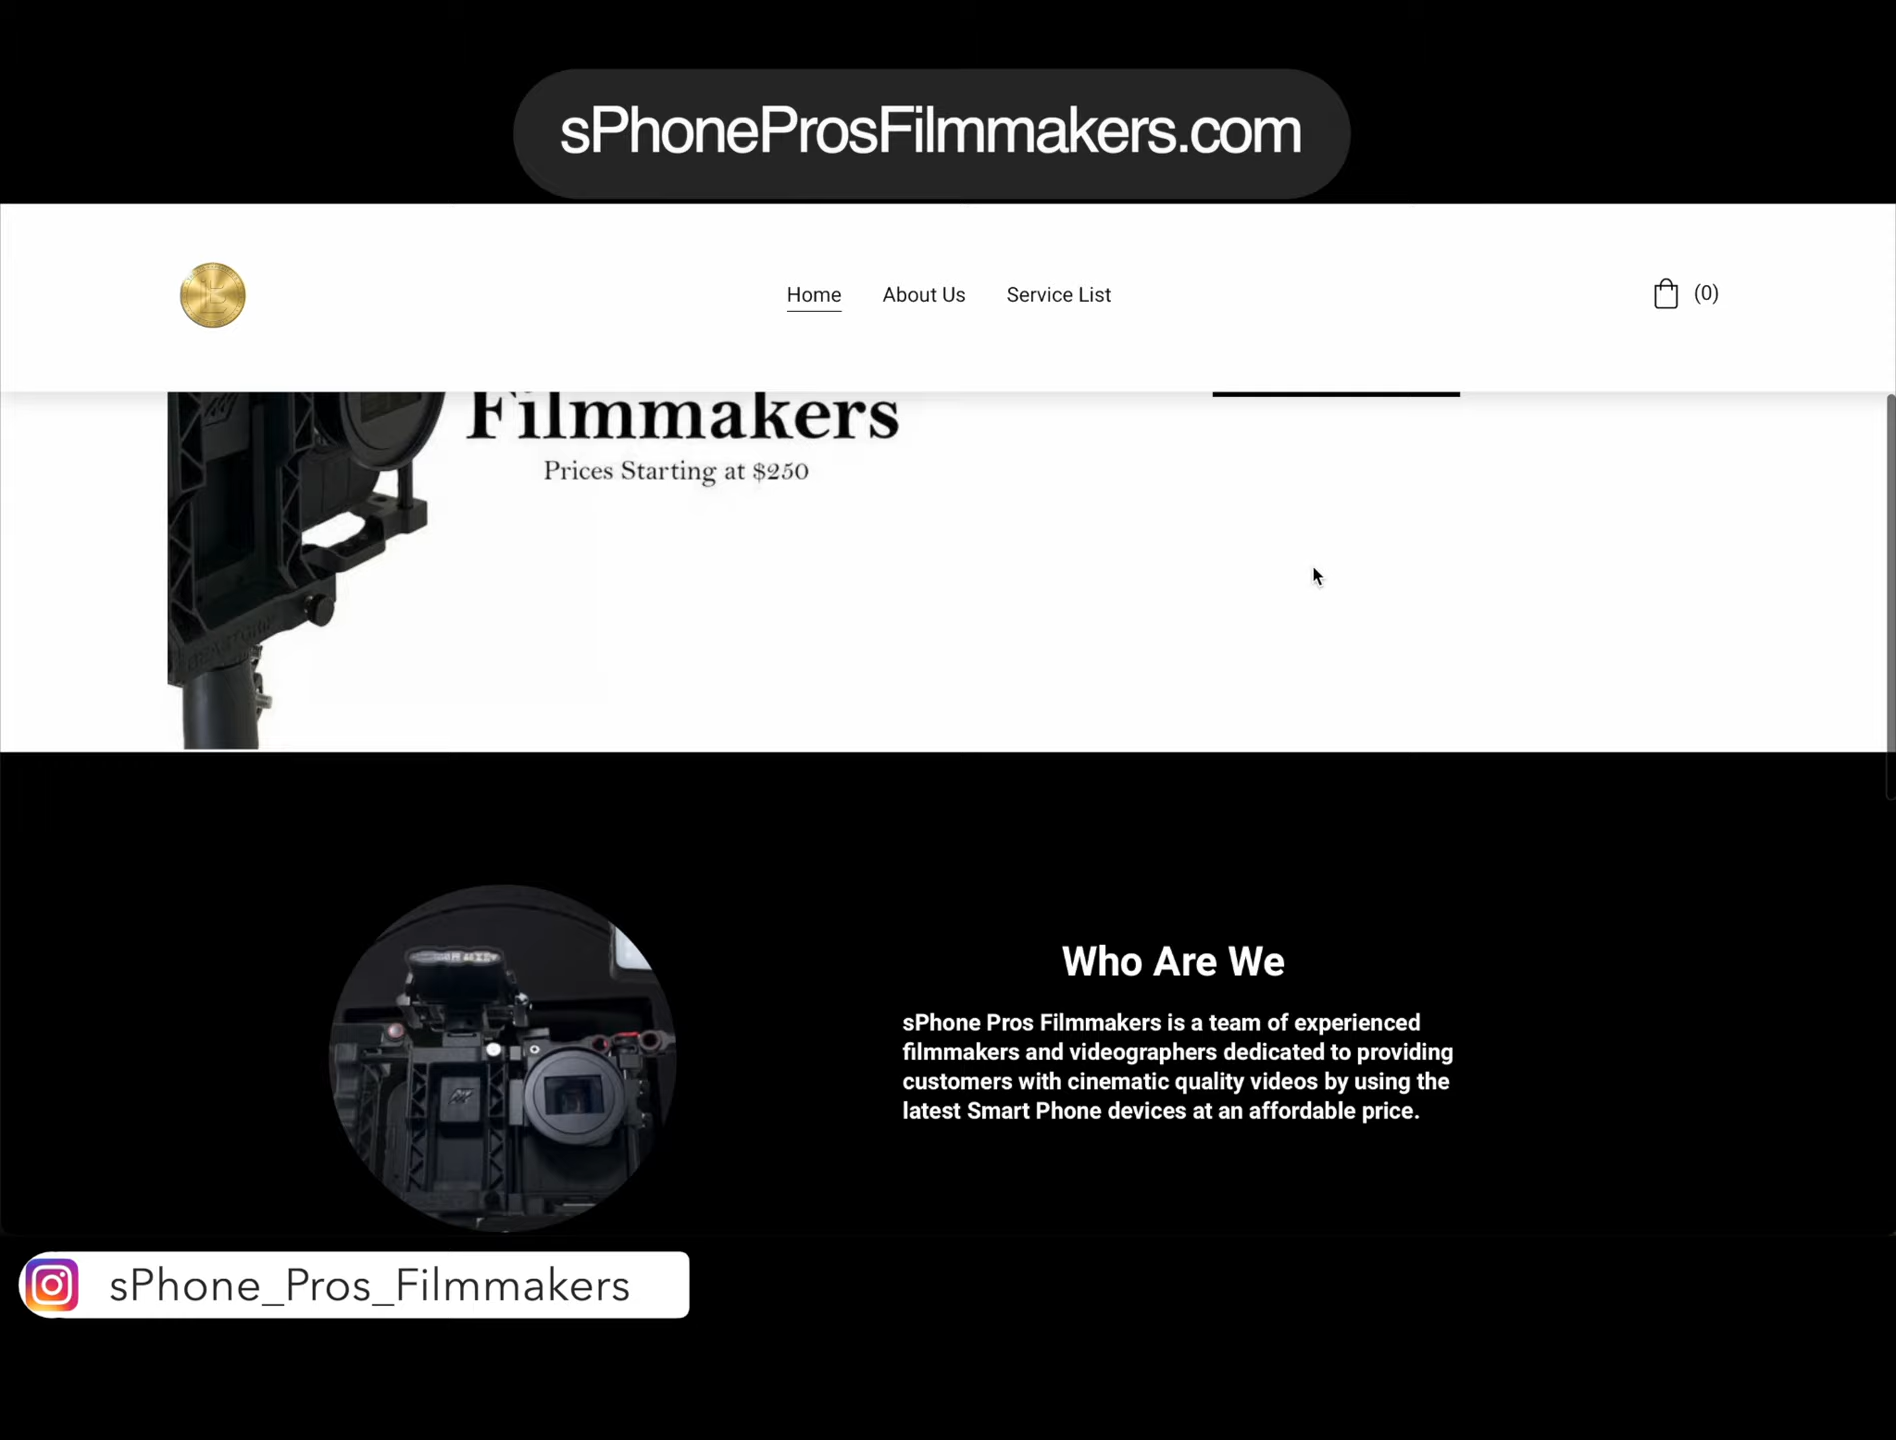 sPhoneProsFilmmakers.com
Home About Us Service List (0)
Filmmakers
Prices Starting at $250
Who Are We
sPhone Pros Filmmakers is a team of experienced
filmmakers and videographers dedicated to providing
customers with cinematic quality videos by using the
latest Smart Phone devices at an affordable price.
sPhone_Pros_Filmmakers